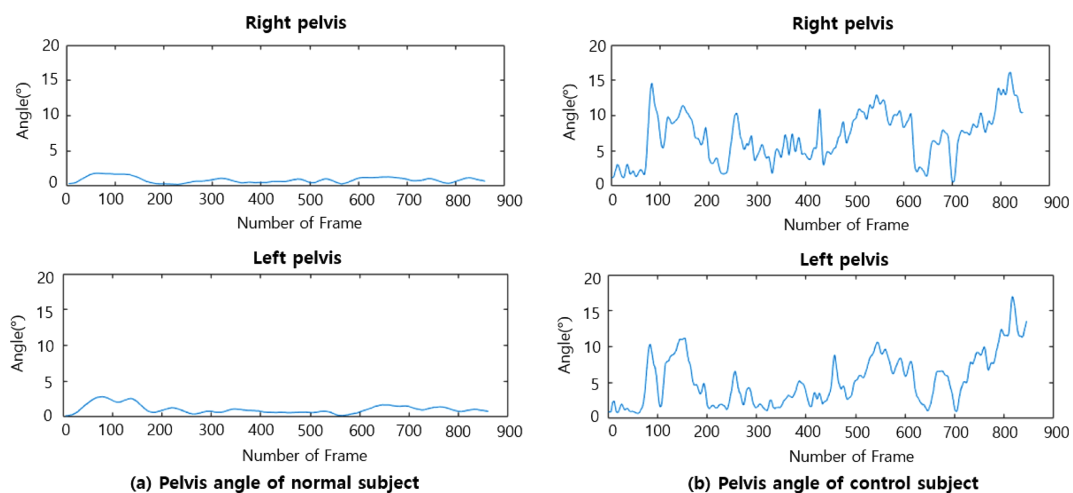 Right pelvis
20
15
10
5
0
Angle(°)
0 100 200 300 400 500 600 700 800 900
Number of Frame
Left pelvis
20
15
10
5
0
Angle(°)
0 100 200 300 400 500 600 700 800 900
Number of Frame
(a) Pelvis angle of normal subject
Right pelvis
20
15
10
5
0
Angle(°)
0 100 200 300 400 500 600 700 800 900
Number of Frame
Left pelvis
20
15
10
5
0
Angle(°)
0 100 200 300 400 500 600 700 800 900
Number of Frame
(b) Pelvis angle of control subject